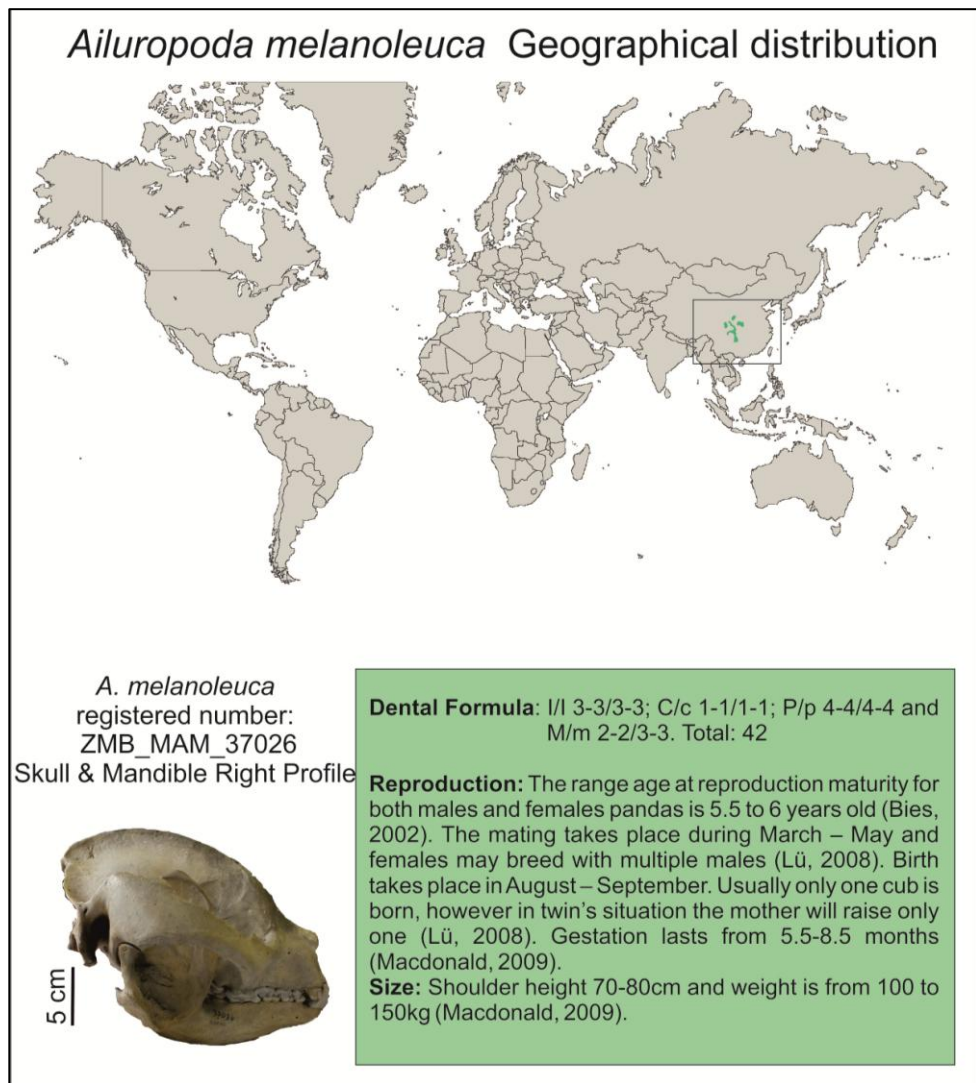 Ailuropoda melanoleuca Geographical distribution
A. melanoleuca
registered number:
ZMB_MAM_37026
Skull & Mandible Right Profile
5 cm
Dental Formula: I/I 3-3/3-3; C/c 1-1/1-1; P/p 4-4/4-4 and
M/m 2-2/3-3. Total: 42
Reproduction: The range age at reproduction maturity for
both males and females pandas is 5.5 to 6 years old (Bies,
2002). The mating takes place during March – May and
females may breed with multiple males (Lü, 2008). Birth
takes place in August – September. Usually only one cub is
born, however in twin's situation the mother will raise only
one (Lü, 2008). Gestation lasts from 5.5-8.5 months
(Macdonald, 2009).
Size: Shoulder height 70-80cm and weight is from 100 to
150kg (Macdonald, 2009).